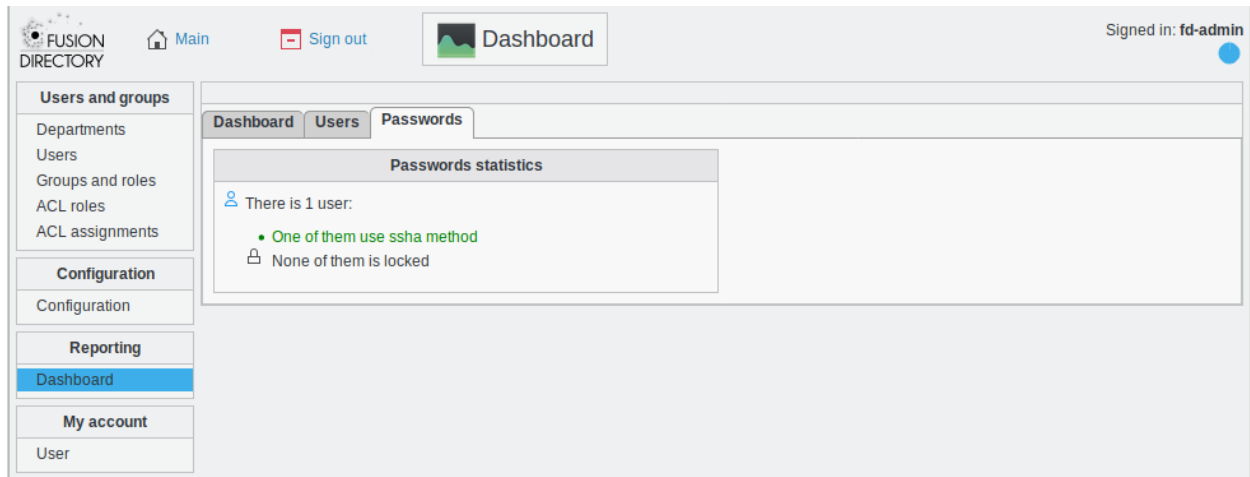 FUSION
DIRECTORY
Main
Sign out
Dashboard
Signed in: fd-admin
Users and groups
Departments
Users
Groups and roles
ACL roles
ACL assignments
Configuration
Configuration
Reporting
Dashboard
My account
User
Dashboard Users Passwords
Passwords statistics
There is 1 user:
• One of them use ssha method
None of them is locked